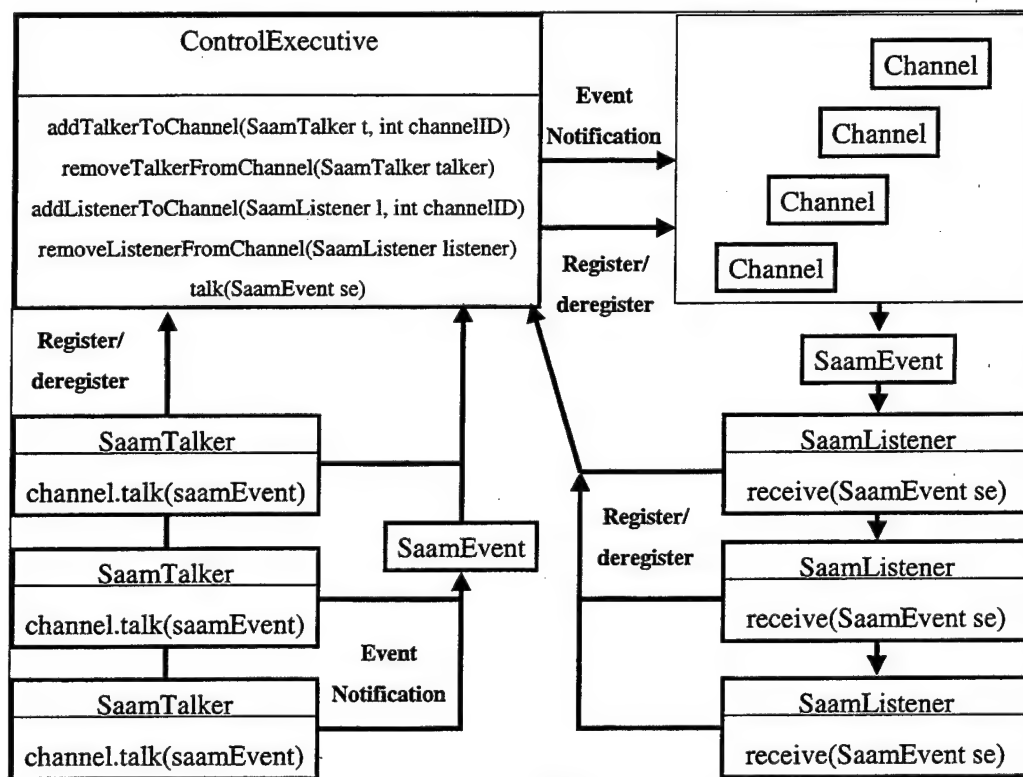 ControlExecutive
addTalkerToChannel(SaamTalker t, int channelID)
removeTalkerFromChannel(SaamTalker talker)
addListenerToChannel(SaamListener l, int channelID)
removeListenerFromChannel(SaamListener listener)
talk(SaamEvent se)
Event
Notification
Register/
deregister
Channel
Channel
Channel
Channel
SaamEvent
Register/
deregister
SaamTalker
channel.talk(saamEvent)
SaamTalker
channel.talk(saamEvent)
SaamTalker
channel.talk(saamEvent)
SaamEvent
Event
Notification
Register/
deregister
SaamListener
receive(SaamEvent se)
SaamListener
receive(SaamEvent se)
SaamListener
receive(SaamEvent se)